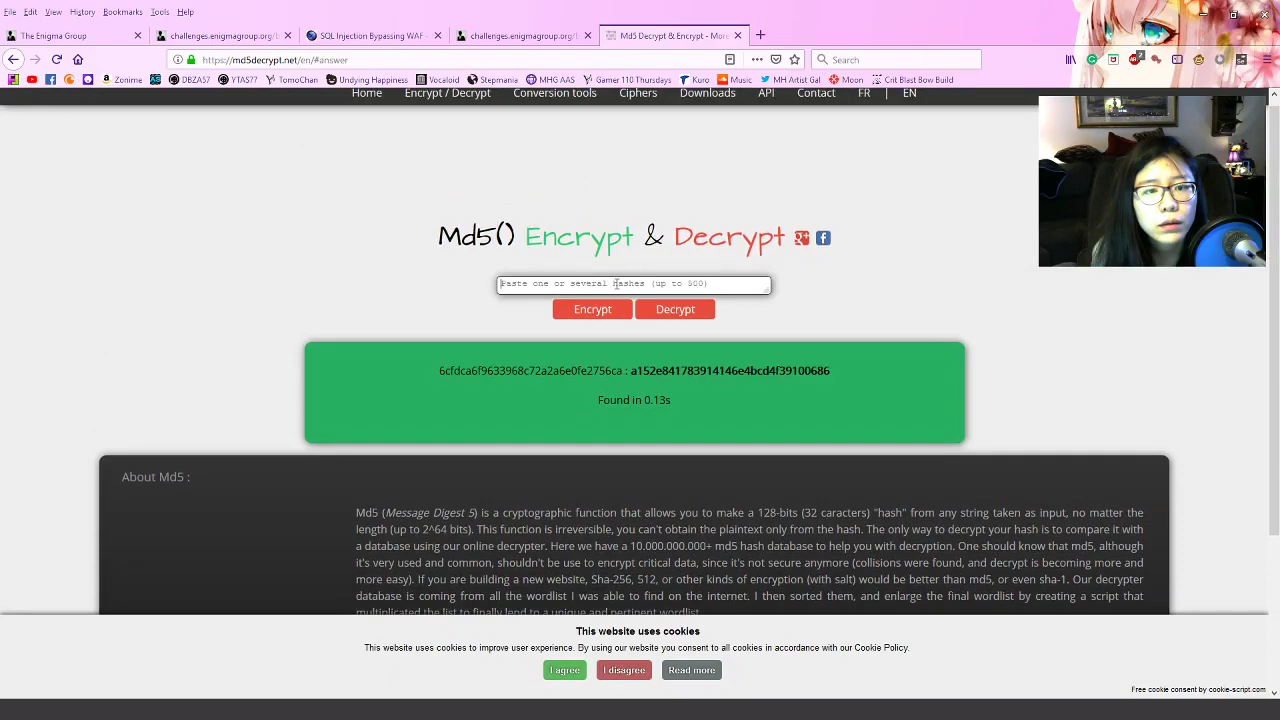 File Edit View History Bookmarks Tools Help
The Enigma Group
challenges.enigmagroup.org/b
SQL Injection Bypassing WAF -
challenges.enigmagroup.org/b
Md5 Decrypt & Encrypt - More
https://md5decrypt.net/en/#answer
Search
Zonime
DBZA57
YTAS77
TomoChan
Undying Happiness
Vocaloid
Stepmania
MHG AAS
Gamer 110 Thursdays
Kuro
Music
MH Artist Gal
Moon
Crit Blast Bow Build
Home Encrypt / Decrypt Conversion tools Ciphers Downloads API Contact FR | EN
Md5() Encrypt & Decrypt
Paste one or several hashes (up to 500)
Encrypt Decrypt
6cfdca6f9633968c72a2a6e0fe2756ca : a152e841783914146e4bcd4f39100686
Found in 0.13s
About Md5 :
Md5 (Message Digest 5) is a cryptographic function that allows you to make a 128-bits (32 caracters) "hash" from any string taken as input, no matter the
length (up to 2^64 bits). This function is irreversible, you can't obtain the plaintext only from the hash. The only way to decrypt your hash is to compare it with
a database using our online decrypter. Here we have a 10.000.000.000+ md5 hash database to help you with decryption. One should know that md5, although
it's very used and common, shouldn't be use to encrypt critical data, since it's not secure anymore (collisions were found, and decrypt is becoming more and
more easy). If you are building a new website, Sha-256, 512, or other kinds of encryption (with salt) would be better than md5, or even sha-1. Our decrypter
database is coming from all the wordlist I was able to find on the internet. I then sorted them, and enlarge the final wordlist by creating a script that
multiplicated the list to finally lend to a unique and pertinent wordlist.
This website uses cookies
This website uses cookies to improve user experience. By using our website you consent to all cookies in accordance with our Cookie Policy.
I agree I disagree Read more
Free cookie consent by cookie-script.com